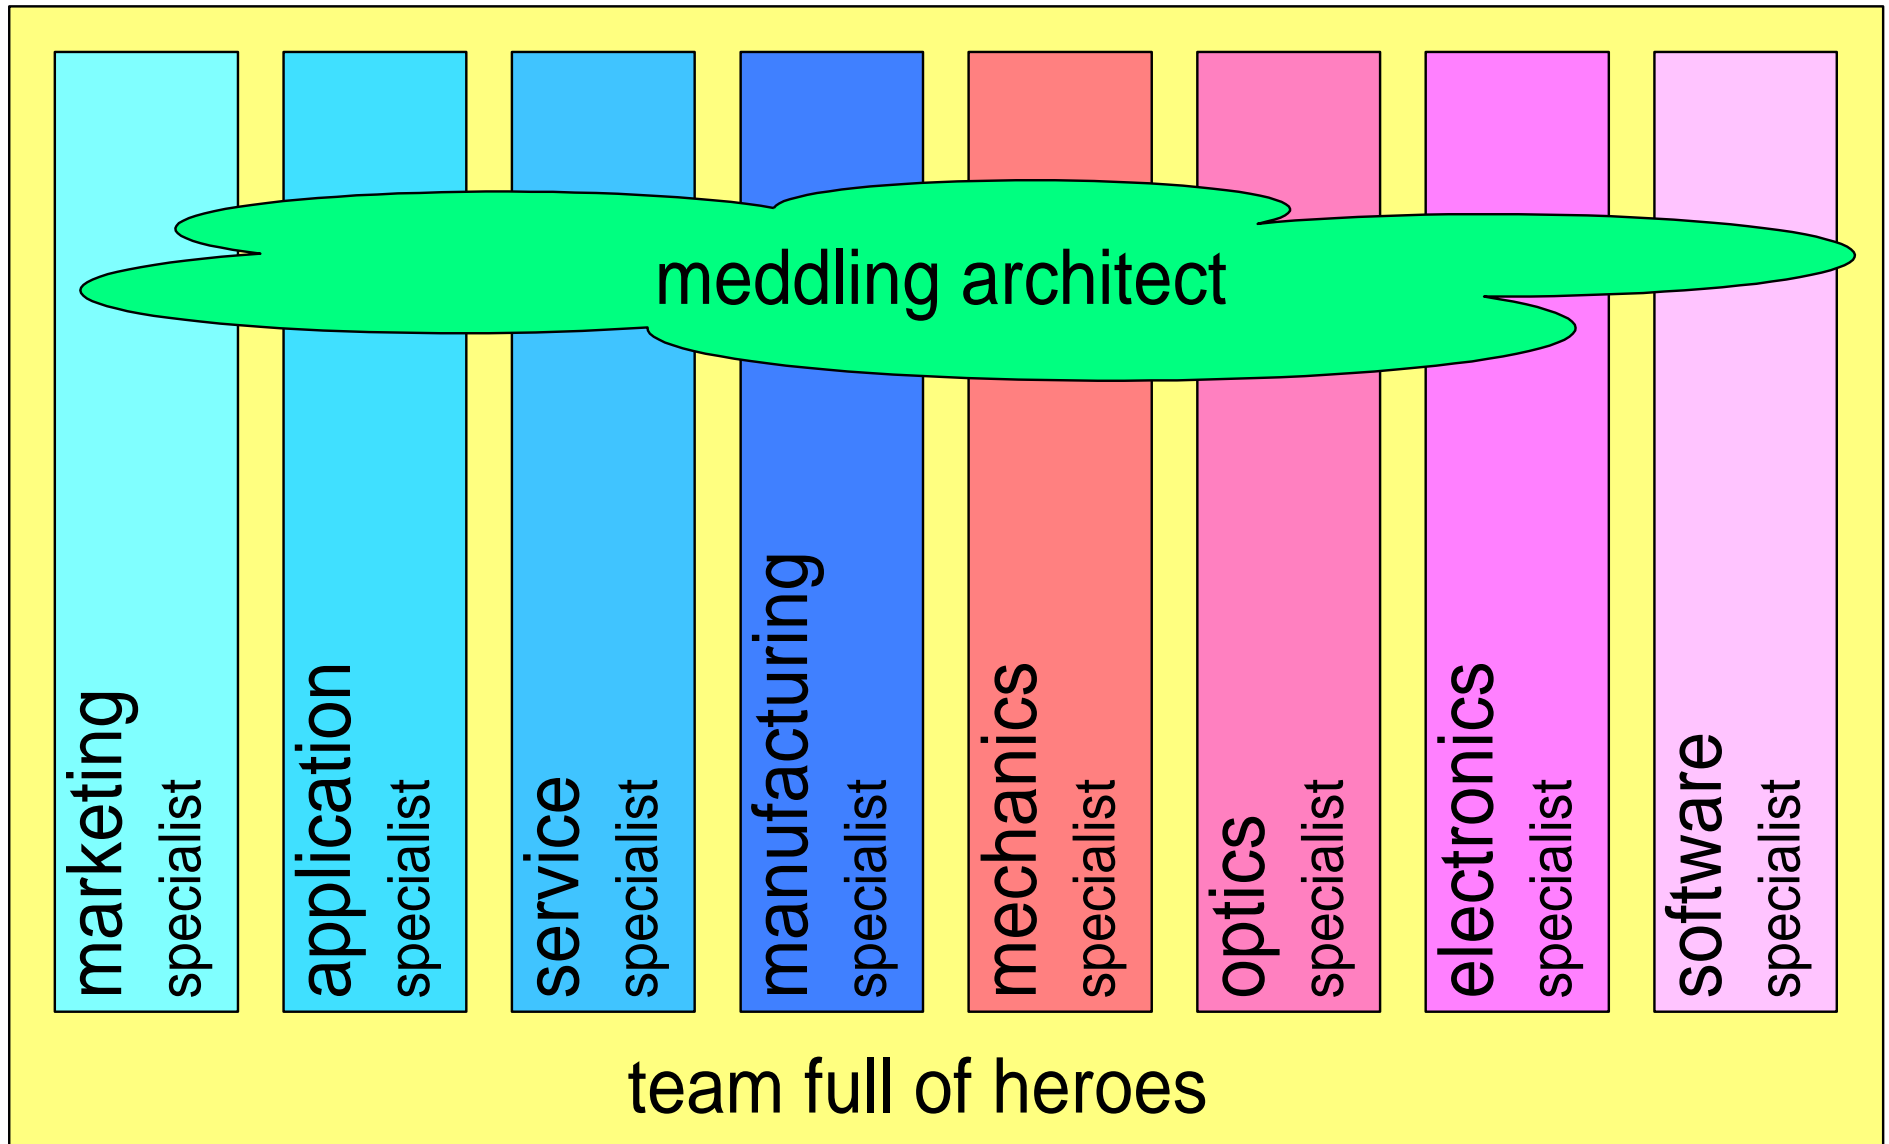 meddling architect
marketing
specialist
application
specialist
service
specialist
manufacturing
specialist
mechanics
specialist
optics
specialist
electronics
specialist
software
specialist
team full of heroes